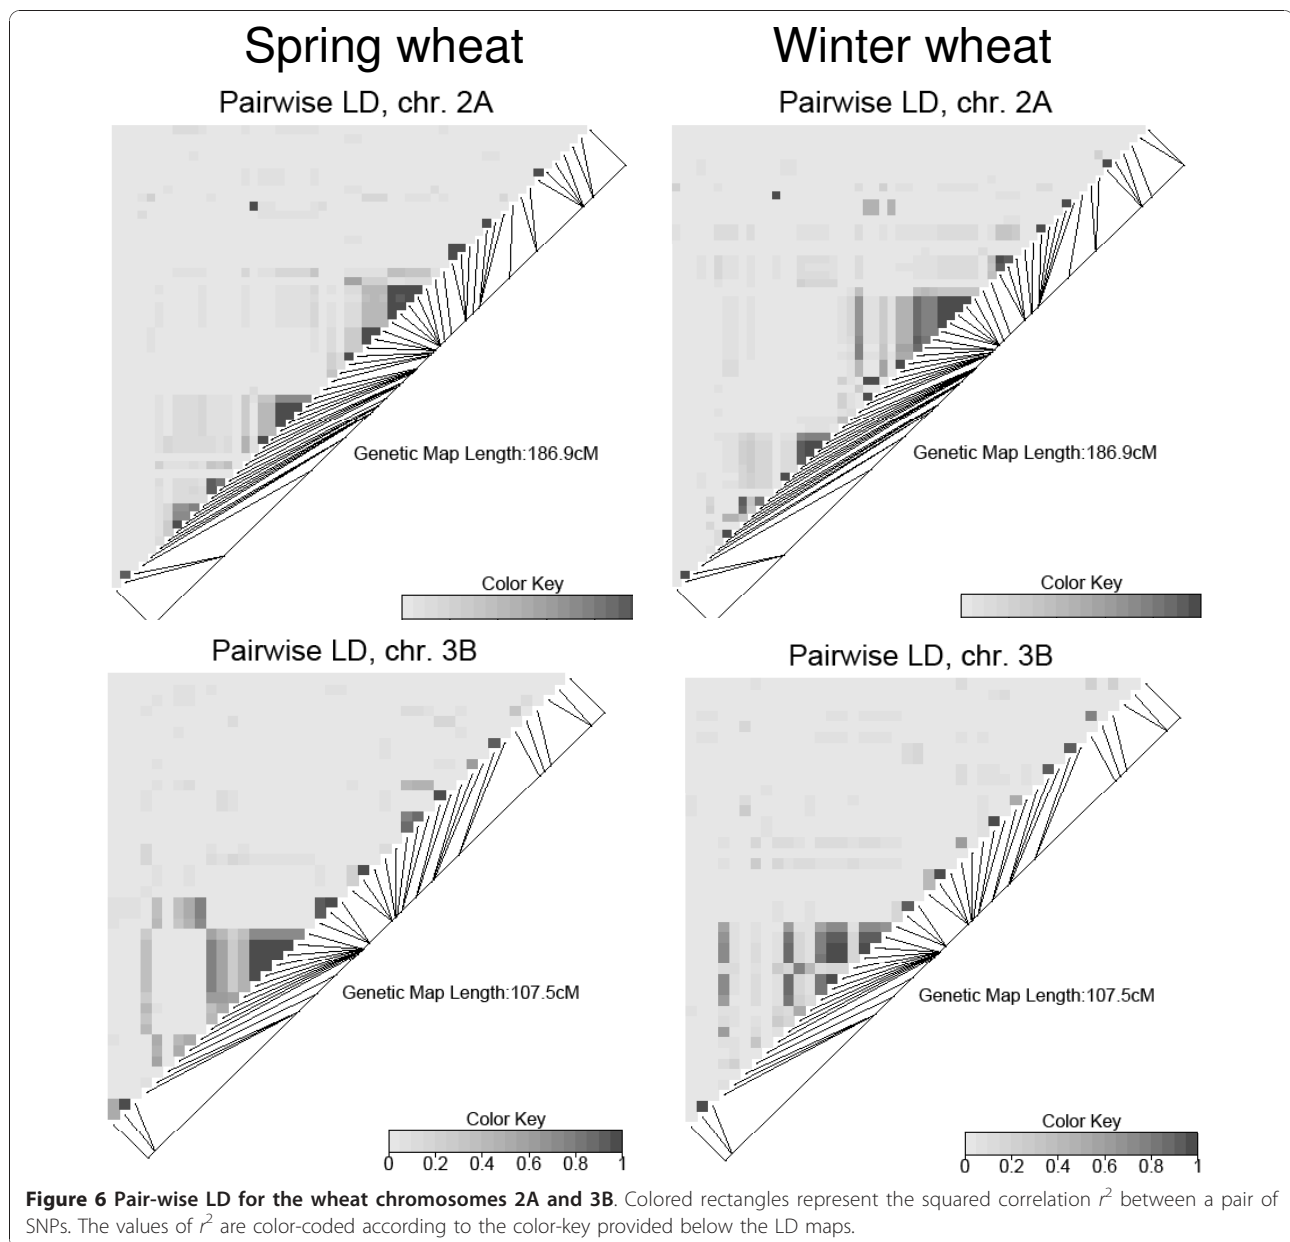 Spring wheat
Winter wheat
Pairwise LD, chr. 2A
Pairwise LD, chr. 2A
Genetic Map Length:186.9cM
Genetic Map Length:186.9cM
Color Key
Color Key
Pairwise LD, chr. 3B
Pairwise LD, chr. 3B
Genetic Map Length:107.5cM
Genetic Map Length:107.5cM
Color Key
0 0.2 0.4 0.6 0.8 1
Color Key
0 0.2 0.4 0.6 0.8 1
Figure 6 Pair-wise LD for the wheat chromosomes 2A and 3B. Colored rectangles represent the squared correlation r² between a pair of
SNPs. The values of r² are color-coded according to the color-key provided below the LD maps.